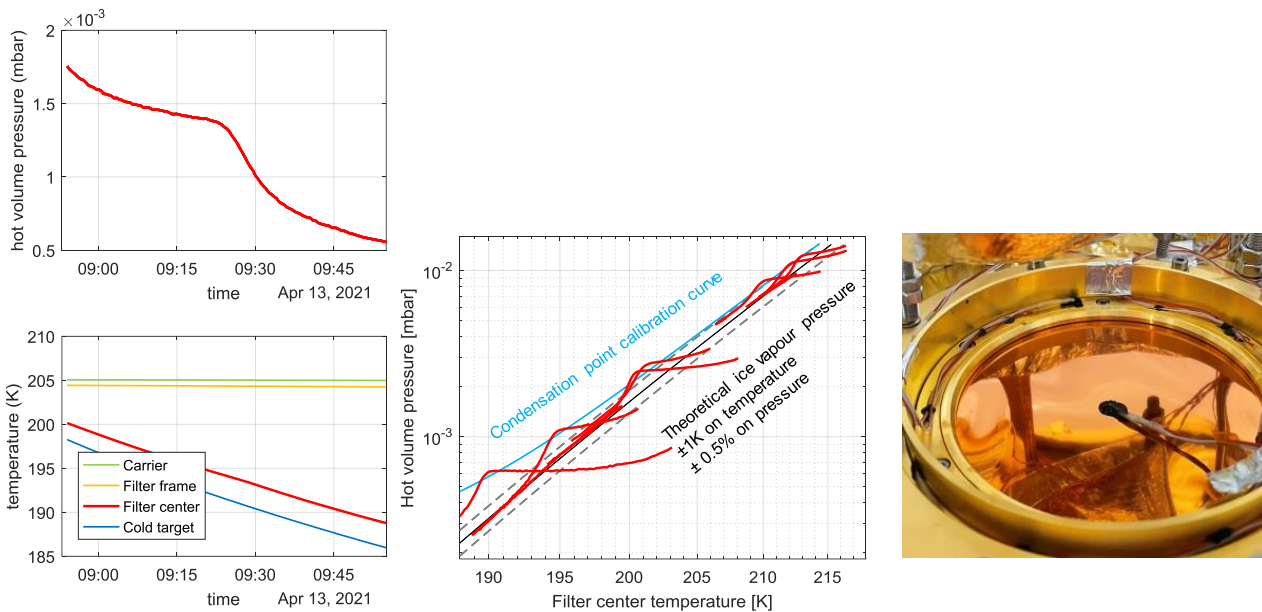 ×10⁻³
2
1.5
1
0.5
hot volume pressure (mbar)
09:00 09:15 09:30 09:45
time Apr 13, 2021
210
205
200
195
190
185
temperature (K)
Carrier
Filter frame
Filter center
Cold target
09:00 09:15 09:30 09:45
time Apr 13, 2021
Hot volume pressure [mbar]
10⁻²
10⁻³
Condensation point calibration curve
Theoretical ice vapour pressure
±1K on temperature
± 0.5% on pressure
190 195 200 205 210 215
Filter center temperature [K]